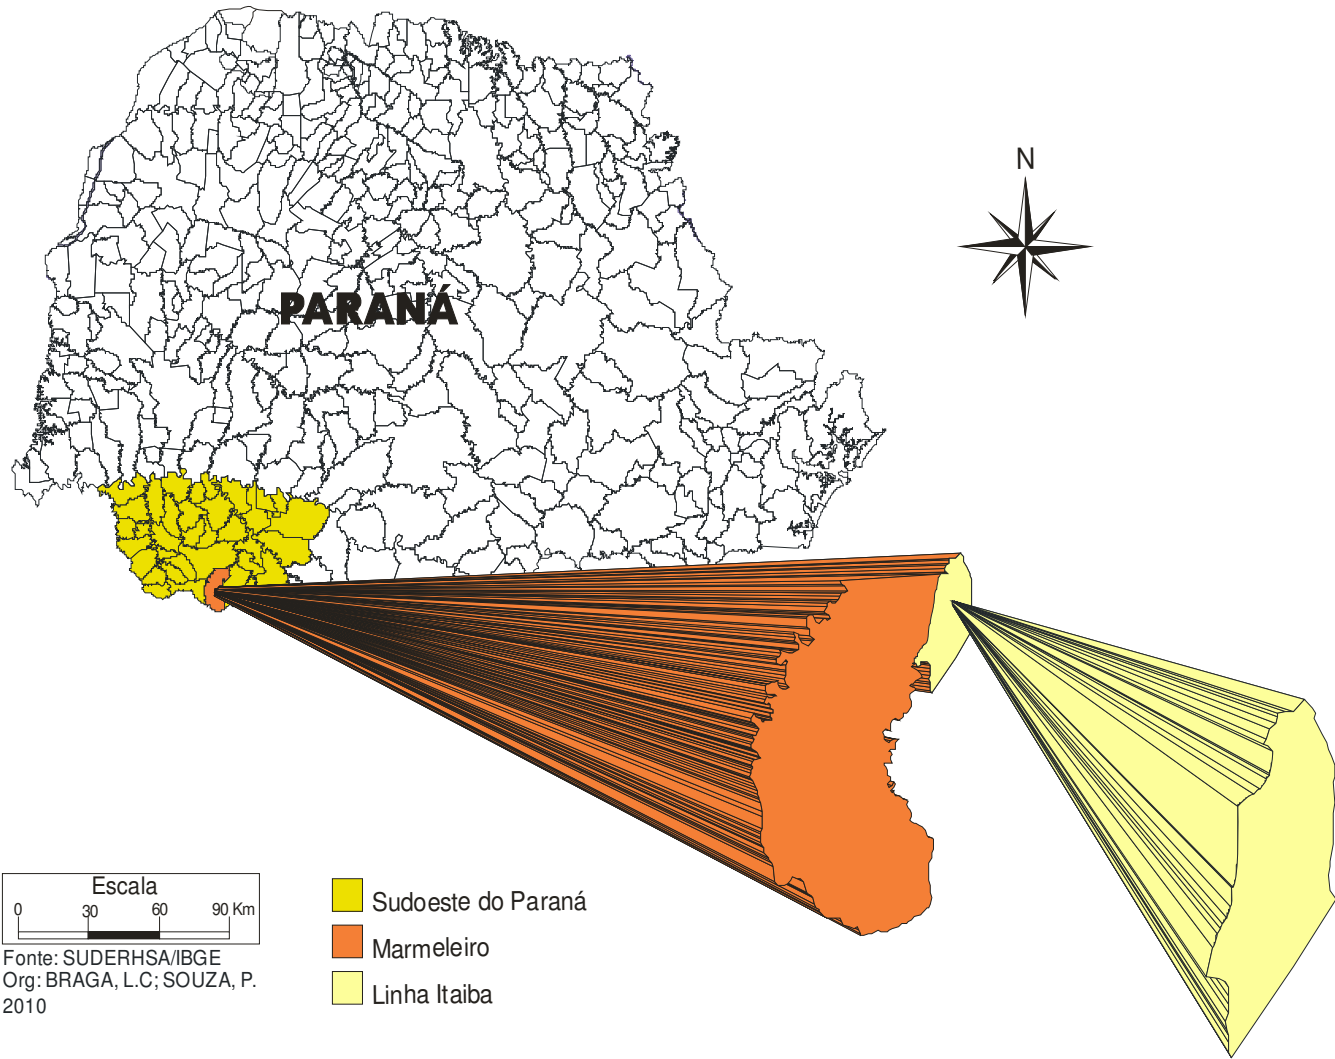 N
PARANÁ
Escala
0 30 60 90 Km
Fonte: SUDERHSA/IBGE
Org: BRAGA, L.C; SOUZA, P.
2010
Sudoeste do Paraná
Marmeleiro
Linha Itaiba